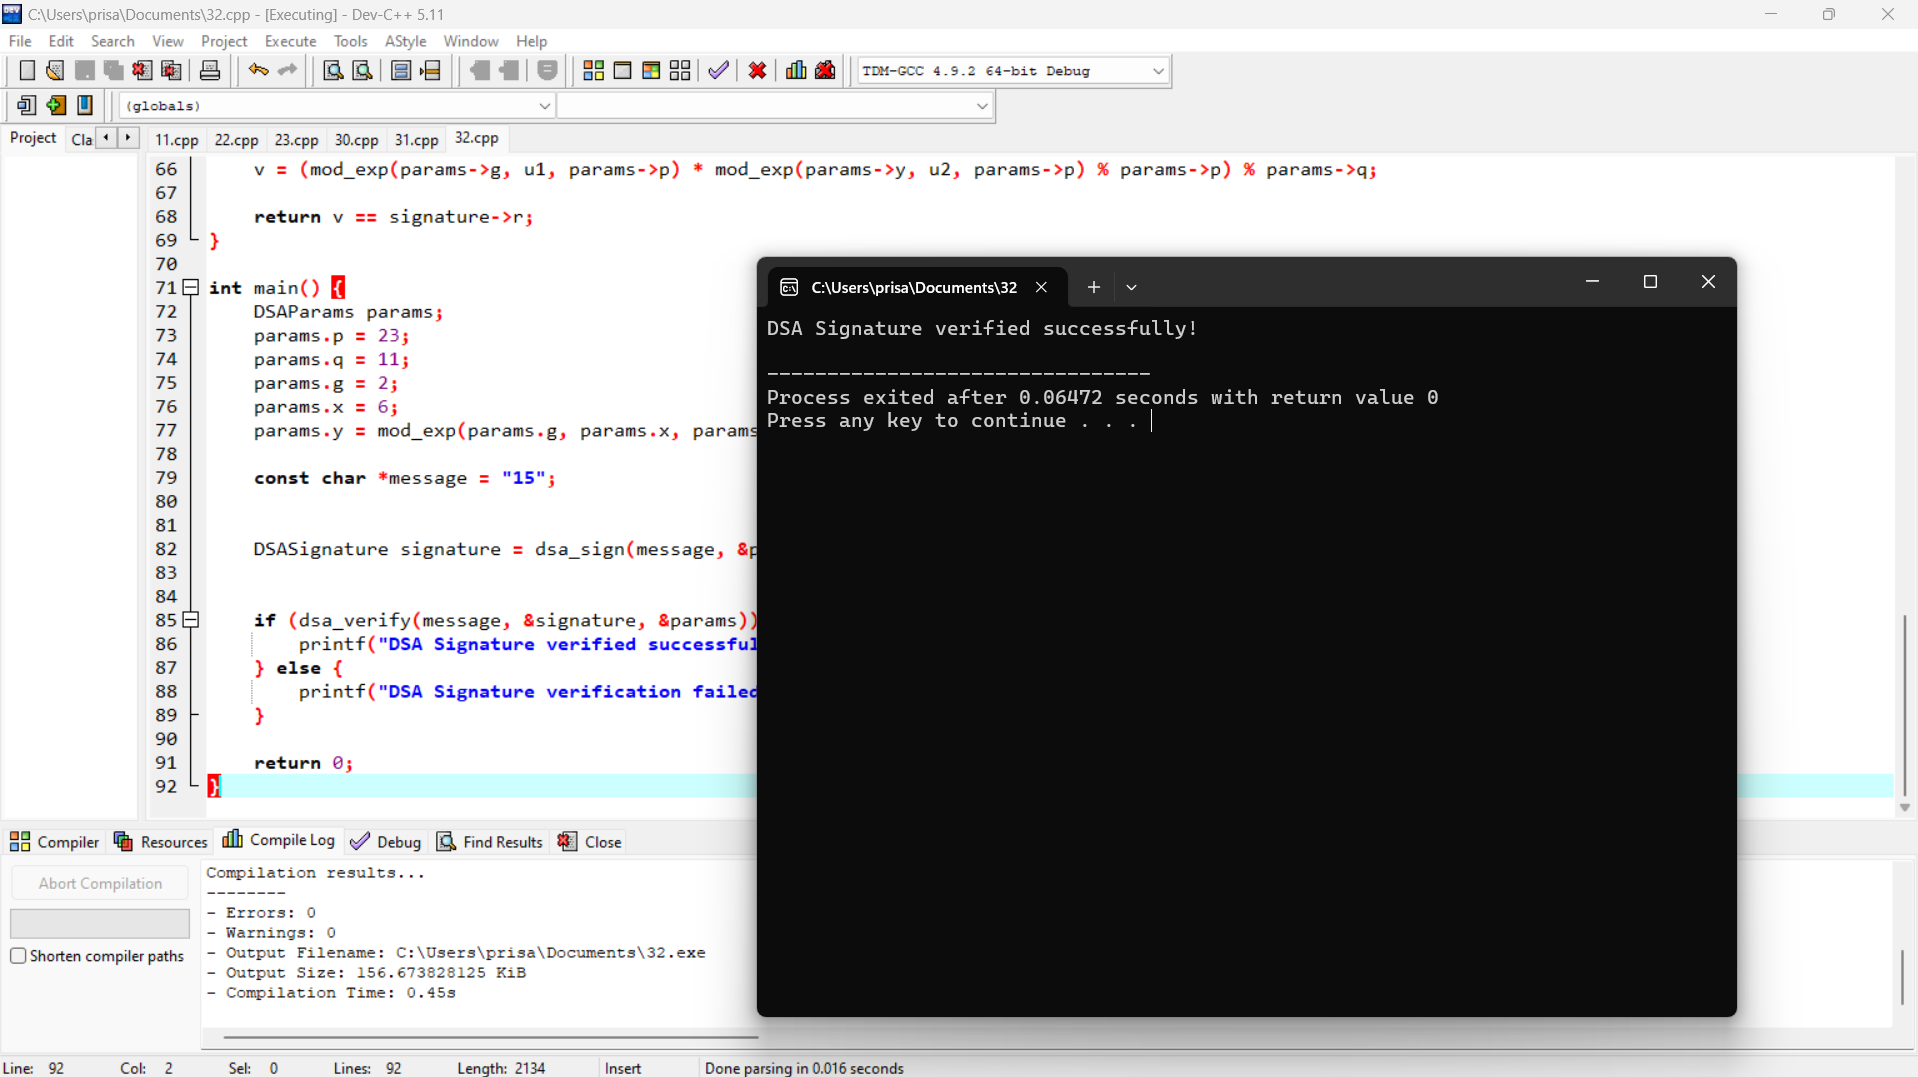 C:\Users\prisa\Documents\32.cpp - [Executing] - Dev-C++ 5.11
File Edit Search View Project Execute Tools AStyle Window Help
TDM-GCC 4.9.2 64-bit Debug
(globals)
Project Cla 11.cpp 22.cpp 23.cpp 30.cpp 31.cpp 32.cpp
66 v = (mod_exp(params->g, u1, params->p) * mod_exp(params->y, u2, params->p) % params->p) % params->q;
67
68 return v == signature->r;
69 }
70
71 int main() {
72 DSAParams params;
73 params.p = 23;
74 params.q = 11;
75 params.g = 2;
76 params.x = 6;
77 params.y = mod_exp(params.g, params.x, params
78
79 const char *message = "15";
80
81
82 DSASignature signature = dsa_sign(message, &p
83
84
85 if (dsa_verify(message, &signature, &params))
86 printf("DSA Signature verified successful
87 } else {
88 printf("DSA Signature verification failed
89 }
90
91 return 0;
92 }
C:\Users\prisa\Documents\32
DSA Signature verified successfully!
--------------------------------
Process exited after 0.06472 seconds with return value 0
Press any key to continue . . .
Compiler Resources Compile Log Debug Find Results Close
Abort Compilation
Shorten compiler paths
Compilation results...
--------
- Errors: 0
- Warnings: 0
- Output Filename: C:\Users\prisa\Documents\32.exe
- Output Size: 156.673828125 KiB
- Compilation Time: 0.45s
Line: 92 Col: 2 Sel: 0 Lines: 92 Length: 2134 Insert Done parsing in 0.016 seconds